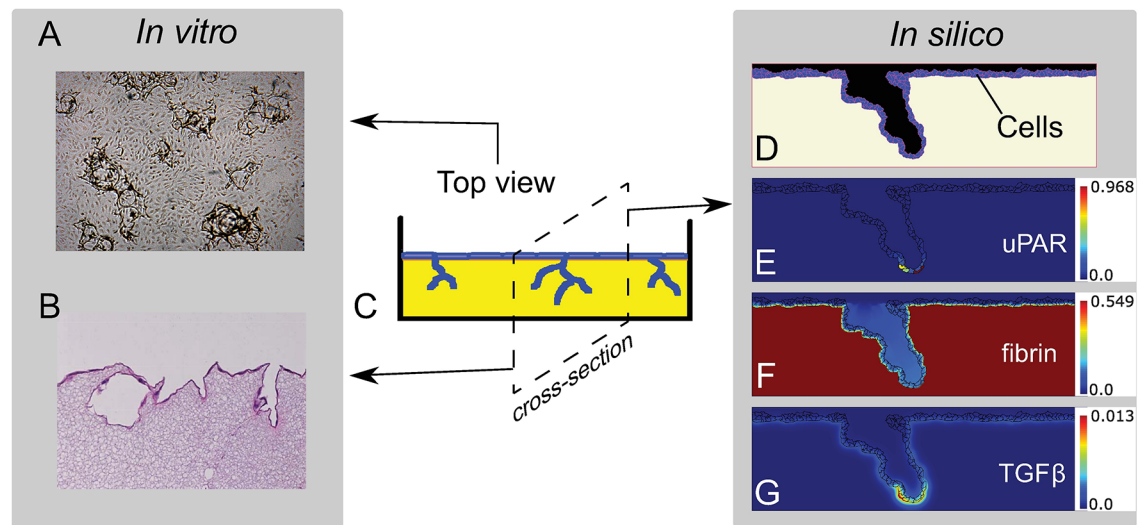 A
In vitro
B
C
Top view
cross-section
In silico
Cells
D
0.968
uPAR
E
0.0
0.549
fibrin
F
0.0
0.013
TGFβ
G
0.0